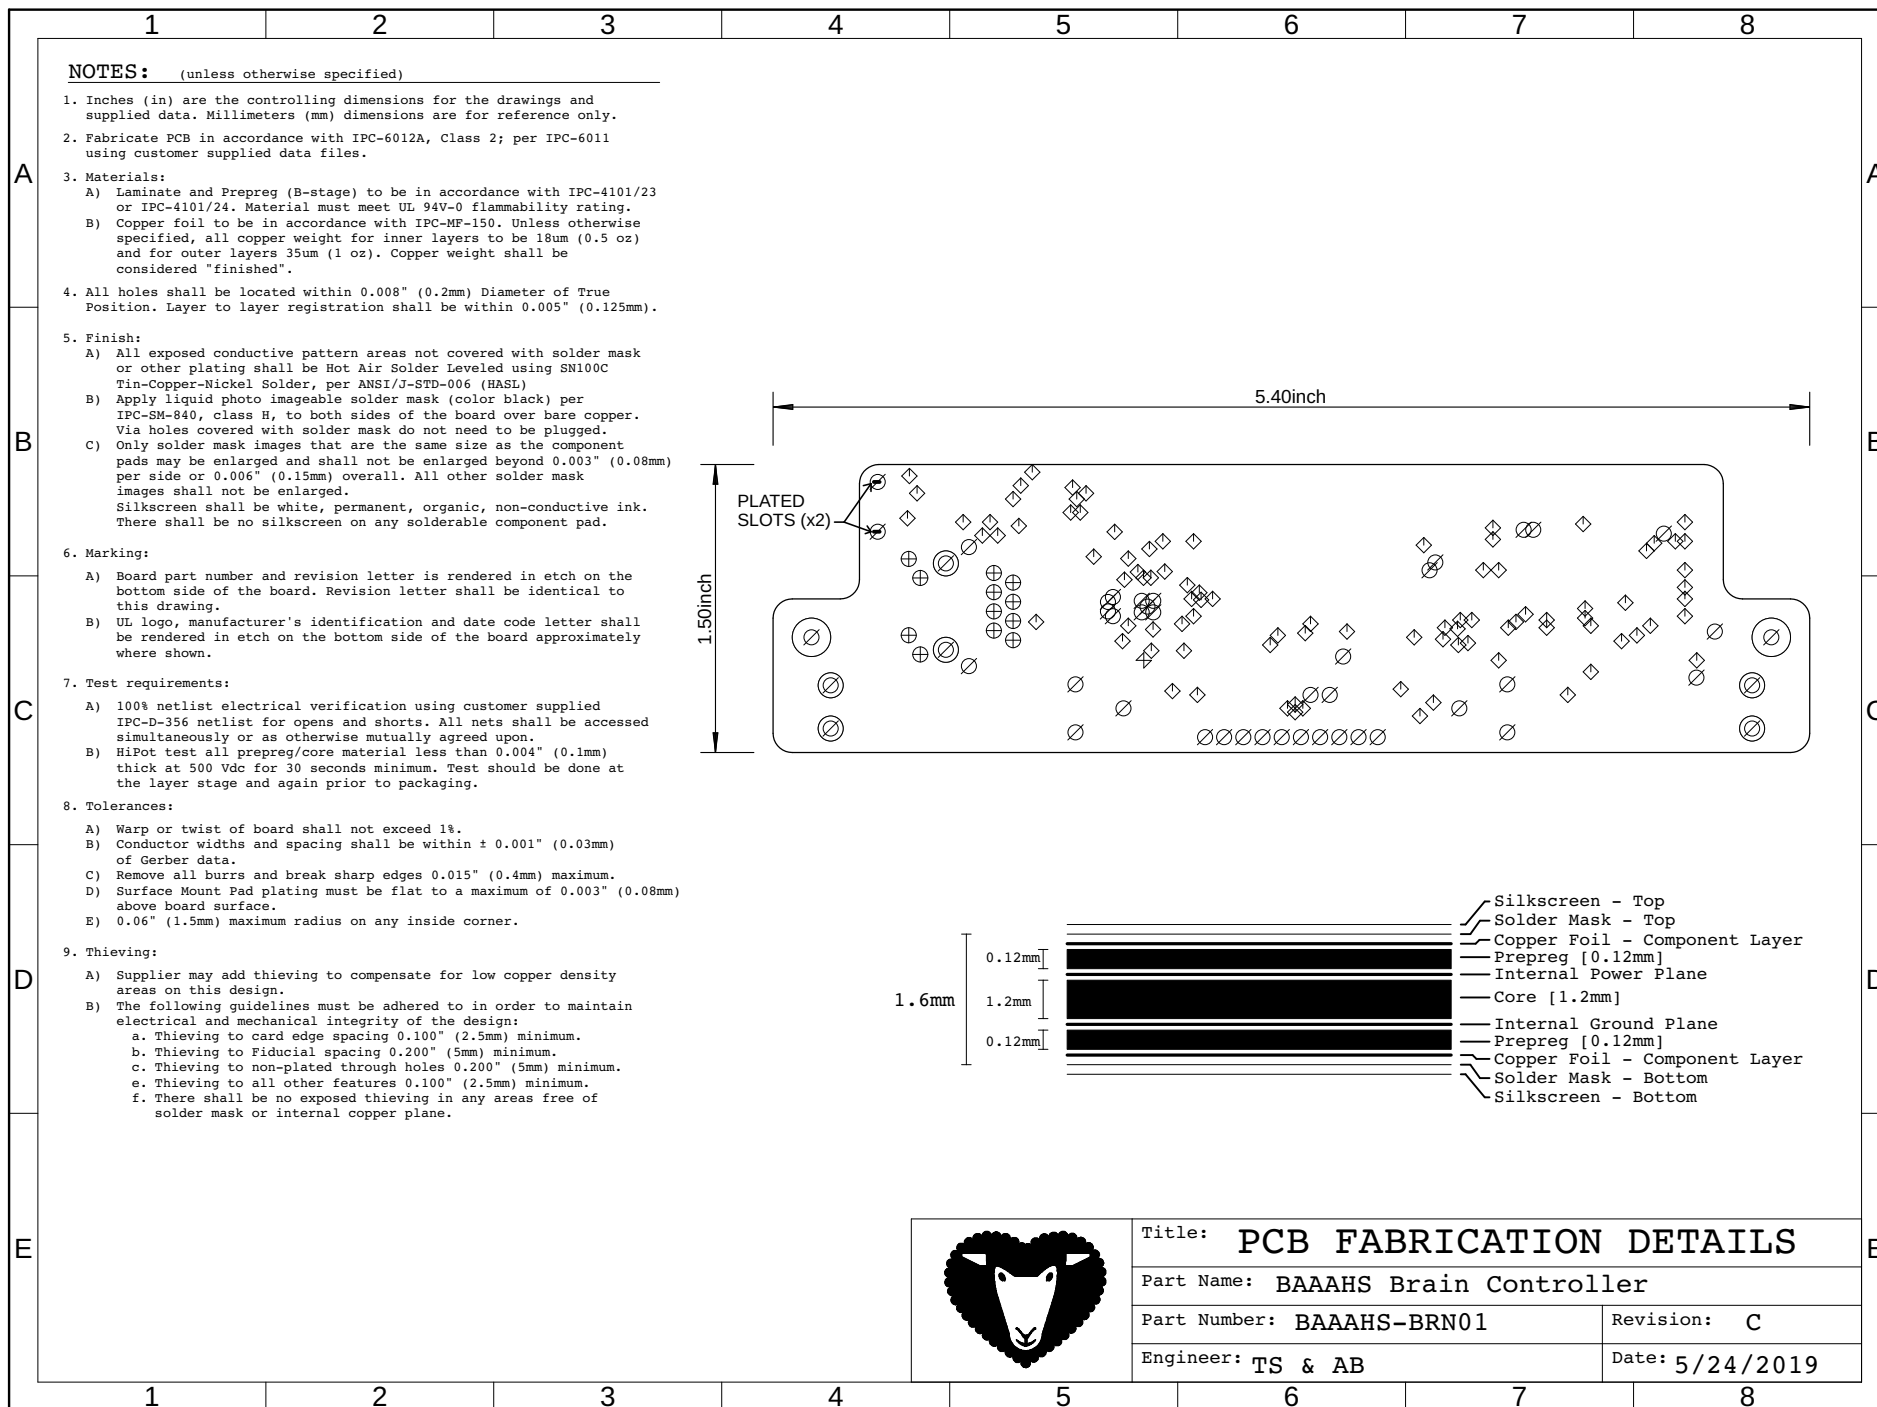 1 2 3 4 5 6 7 8
NOTES: (unless otherwise specified)
1. Inches (in) are the controlling dimensions for the drawings and
supplied data. Millimeters (mm) dimensions are for reference only.
2. Fabricate PCB in accordance with IPC-6012A, Class 2; per IPC-6011
using customer supplied data files.
3. Materials:
A) Laminate and Prepreg (B-stage) to be in accordance with IPC-4101/23
or IPC-4101/24. Material must meet UL 94V-0 flammability rating.
B) Copper foil to be in accordance with IPC-MF-150. Unless otherwise
specified, all copper weight for inner layers to be 18um (0.5 oz)
and for outer layers 35um (1 oz). Copper weight shall be
considered "finished".
4. All holes shall be located within 0.008" (0.2mm) Diameter of True
Position. Layer to layer registration shall be within 0.005" (0.125mm).
5. Finish:
A) All exposed conductive pattern areas not covered with solder mask
or other plating shall be Hot Air Solder Leveled using SN100C
Tin-Copper-Nickel Solder, per ANSI/J-STD-006 (HASL)
B) Apply liquid photo imageable solder mask (color black) per
IPC-SM-840, class H, to both sides of the board over bare copper.
Via holes covered with solder mask do not need to be plugged.
C) Only solder mask images that are the same size as the component
pads may be enlarged and shall not be enlarged beyond 0.003" (0.08mm)
per side or 0.006" (0.15mm) overall. All other solder mask
images shall not be enlarged.
Silkscreen shall be white, permanent, organic, non-conductive ink.
There shall be no silkscreen on any solderable component pad.
6. Marking:
A) Board part number and revision letter is rendered in etch on the
bottom side of the board. Revision letter shall be identical to
this drawing.
B) UL logo, manufacturer's identification and date code letter shall
be rendered in etch on the bottom side of the board approximately
where shown.
7. Test requirements:
A) 100% netlist electrical verification using customer supplied
IPC-D-356 netlist for opens and shorts. All nets shall be accessed
simultaneously or as otherwise mutually agreed upon.
B) HiPot test all prepreg/core material less than 0.004" (0.1mm)
thick at 500 Vdc for 30 seconds minimum. Test should be done at
the layer stage and again prior to packaging.
8. Tolerances:
A) Warp or twist of board shall not exceed 1%.
B) Conductor widths and spacing shall be within ± 0.001" (0.03mm)
of Gerber data.
C) Remove all burrs and break sharp edges 0.015" (0.4mm) maximum.
D) Surface Mount Pad plating must be flat to a maximum of 0.003" (0.08mm)
above board surface.
E) 0.06" (1.5mm) maximum radius on any inside corner.
9. Thieving:
A) Supplier may add thieving to compensate for low copper density
areas on this design.
B) The following guidelines must be adhered to in order to maintain
electrical and mechanical integrity of the design:
a. Thieving to card edge spacing 0.100" (2.5mm) minimum.
b. Thieving to Fiducial spacing 0.200" (5mm) minimum.
c. Thieving to non-plated through holes 0.200" (5mm) minimum.
e. Thieving to all other features 0.100" (2.5mm) minimum.
f. There shall be no exposed thieving in any areas free of
solder mask or internal copper plane.
A
B
C
D
E
5.40inch
PLATED
SLOTS (x2)
1.50inch
Silkscreen - Top
Solder Mask - Top
Copper Foil - Component Layer
0.12mm
Prepreg [0.12mm]
Internal Power Plane
1.6mm 1.2mm
Core [1.2mm]
Internal Ground Plane
0.12mm
Prepreg [0.12mm]
Copper Foil - Component Layer
Solder Mask - Bottom
Silkscreen - Bottom
A
B
C
D
E
Title: PCB FABRICATION DETAILS
Part Name: BAAAHS Brain Controller
Part Number: BAAAHS-BRN01
Revision: C
Engineer: TS & AB
Date: 5/24/2019
1 2 3 4 5 6 7 8